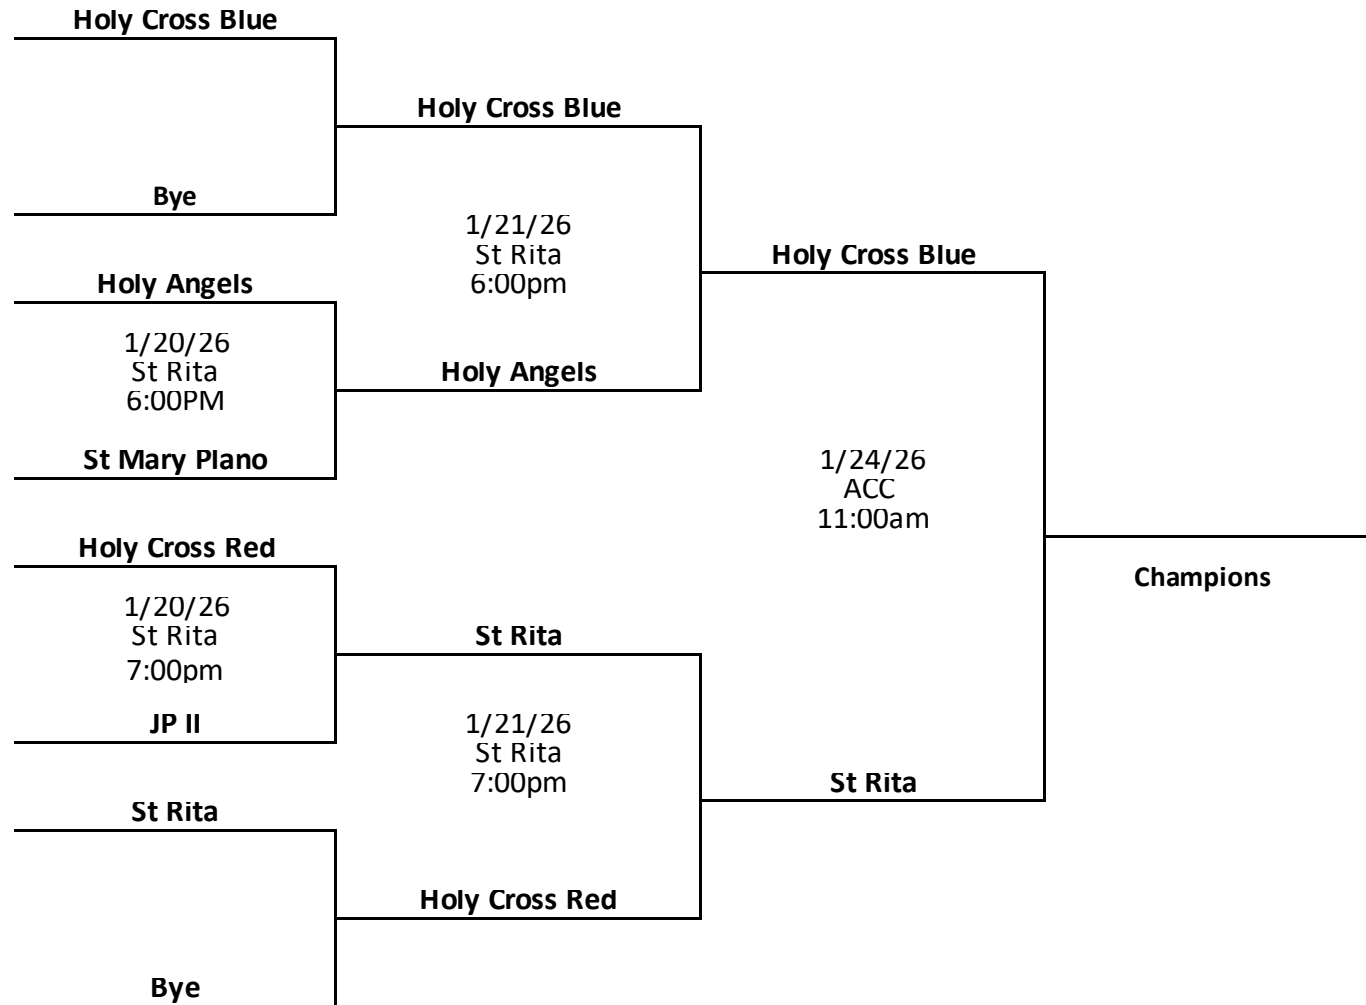 Holy Cross Blue
Holy Cross Blue
Bye
1/21/26
St Rita
6:00pm
Holy Cross Blue
Holy Angels
1/20/26
St Rita
6:00PM
Holy Angels
St Mary Plano
1/24/26
ACC
11:00am
Holy Cross Red
Champions
1/20/26
St Rita
7:00pm
St Rita
JP II
1/21/26
St Rita
7:00pm
St Rita
St Rita
Holy Cross Red
Bye